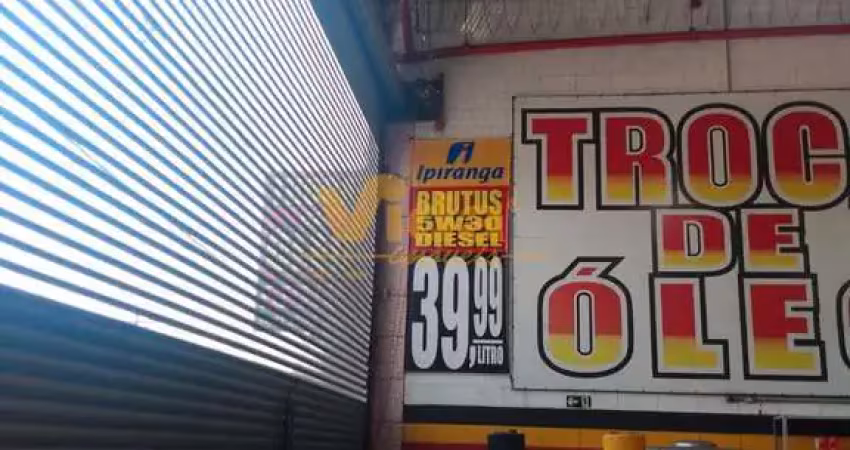 Ipiranga
BRUTUS
5W30
DIESEL
39,99
LITRO
TROC
DE
ÓLE